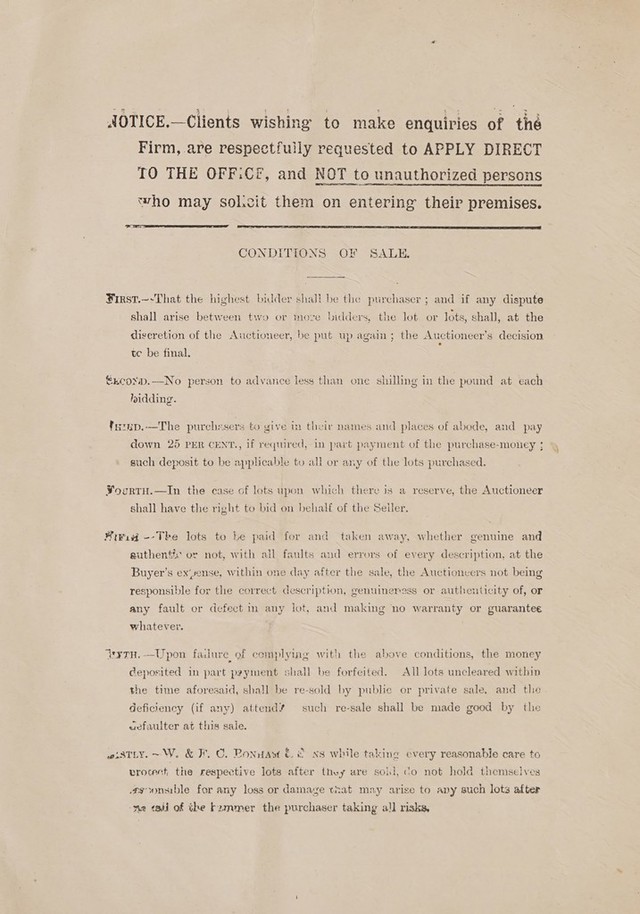 NOTICE.—Clients wishing to make enquiries of the
Firm, are respectfully requested to APPLY DIRECT
TO THE OFFICE, and NOT to unauthorized persons
who may solicit them on entering their premises.
CONDITIONS OF SALE.
FIRST.—That the highest bidder shall be the purchaser; and if any dispute
shall arise between two or more bidders, the lot or lots, shall, at the
discretion of the Auctioneer, be put up again; the Auctioneer's decision
to be final.
SECOND.—No person to advance less than one shilling in the pound at each
bidding.
THIRD.—The purchasers to give in their names and places of abode, and pay
down 25 PER CENT., if required, in part payment of the purchase-money;
such deposit to be applicable to all or any of the lots purchased.
FOURTH.—In the case of lots upon which there is a reserve, the Auctioneer
shall have the right to bid on behalf of the Seller.
FIFTH—The lots to be paid for and taken away, whether genuine and
authentic or not, with all faults and errors of every description, at the
Buyer's expense, within one day after the sale, the Auctioneers not being
responsible for the correct description, genuineness or authenticity of, or
any fault or defect in any lot, and making no warranty or guarantee
whatever.
SIXTH.—Upon failure of complying with the above conditions, the money
deposited in part payment shall be forfeited. All lots uncleared within
the time aforesaid, shall be re-sold by public or private sale, and the
deficiency (if any) such re-sale shall be made good by the
defaulter at this sale.
LASTLY.—W. & F. C. BONHAM & while taking every reasonable care to
protect the respective lots after they are sold, do not hold themselves
responsible for any loss or damage that may arise to any such lots after
the fall of the hammer the purchaser taking all risks.